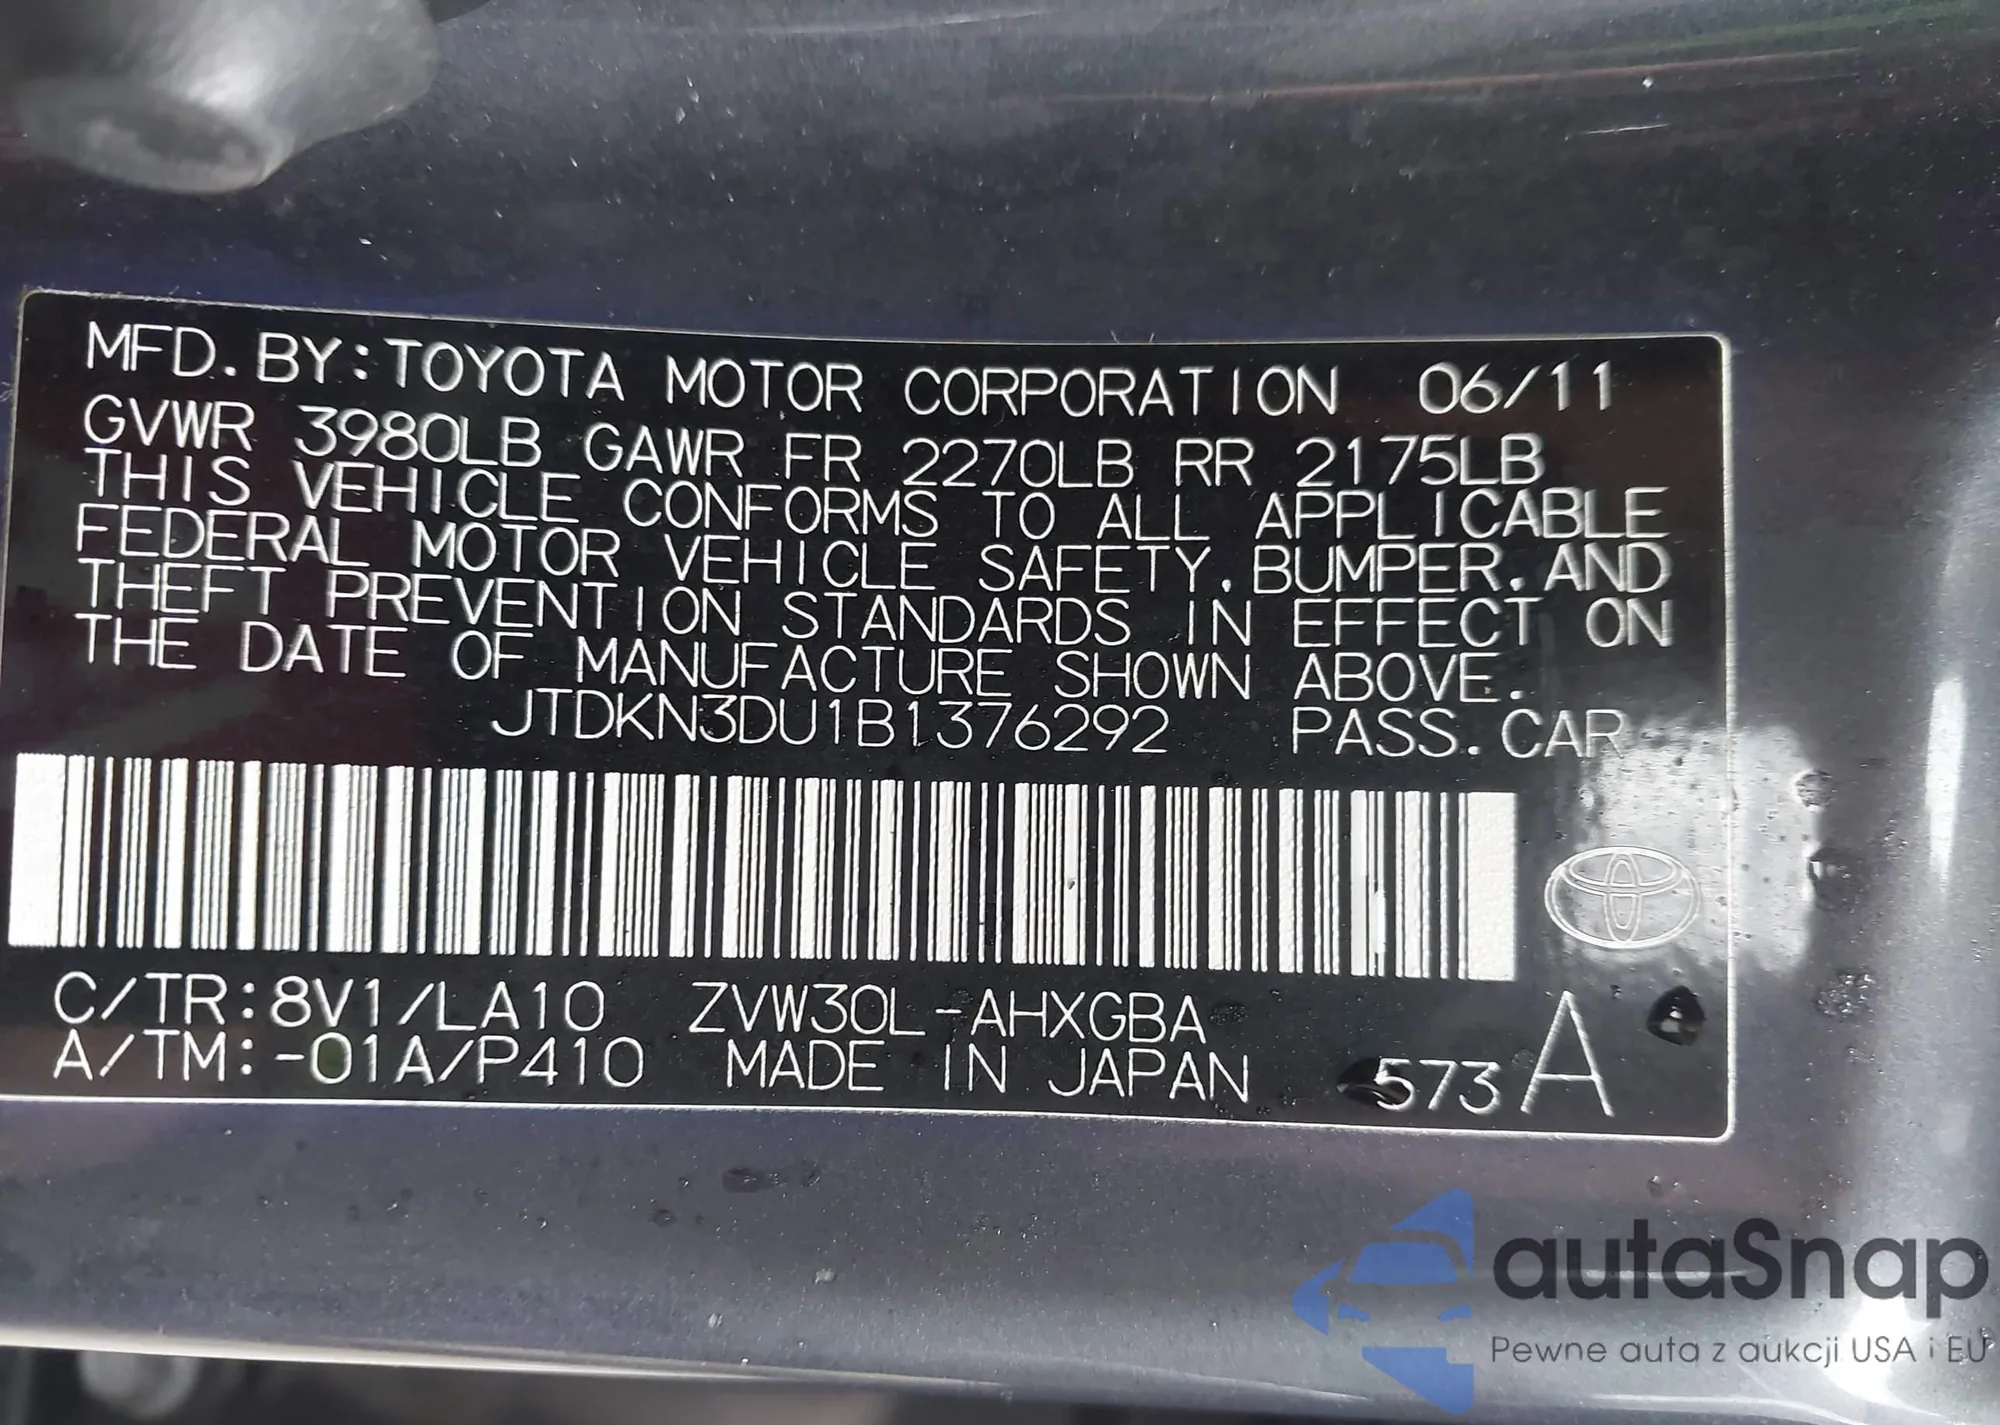 MFD. BY: TOYOTA MOTOR CORPORATION 06/11
GVWR 3980LB GAWR FR 2270LB RR 2175LB
THIS VEHICLE CONFORMS TO ALL APPLICABLE
FEDERAL MOTOR VEHICLE SAFETY, BUMPER, AND
THEFT PREVENTION STANDARDS IN EFFECT ON
THE DATE OF MANUFACTURE SHOWN ABOVE.
JTDKN3DU1B1376292 PASS. CAR
C/TR: 8V1/LA10 ZVW30L-AHXGBA
A/TM: -01A/P410 MADE IN JAPAN 573 A
autaSnap
Pewne auta z aukcji USA i EU